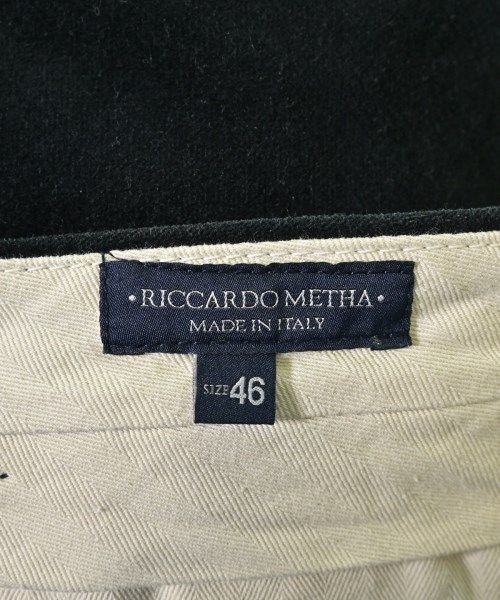 • RICCARDO METHA •
MADE IN ITALY
SIZE 46